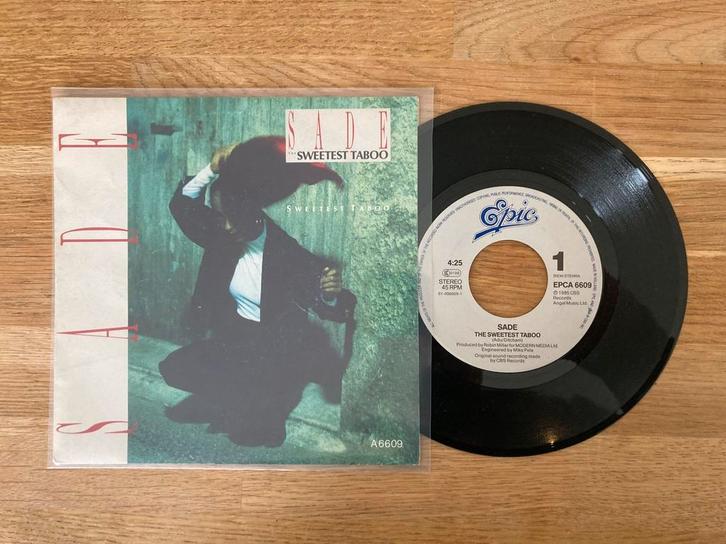 SADE
SADE
THE SWEETEST TABOO
SWEETEST TABOO
A6609
Epic
4:25
STEREO
45 RPM
1
EPCA 6609
℗ 1985 CBS
Records
Angel Music Ltd.
SADE
THE SWEETEST TABOO
(Adu/Ditcham)
Produced by Robin Millar for MODERN MEDIA Ltd.
Engineered by Mike Pela
Original sound recording made
by CBS Records